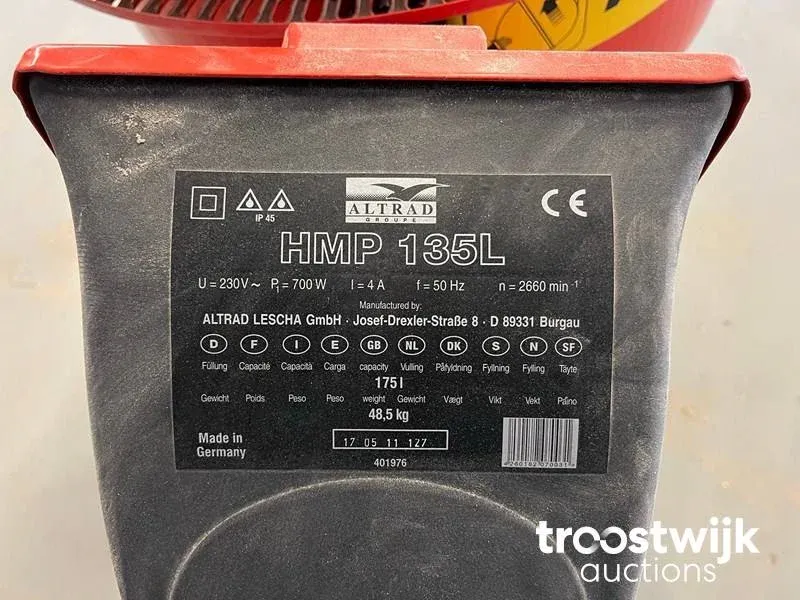 ALTRAD
GROUPE
IP 45
CE
HMP 135L
U = 230V ~ P₁ = 700 W I = 4 A f = 50 Hz n = 2660 min⁻¹
Manufactured by:
ALTRAD LESCHA GmbH · Josef-Drexler-Straße 8 · D 89331 Burgau
D F I E GB NL DK S N SF
Füllung Capacité Capacità Carga capacity Vulling Påfyldning Fyllning Fylling Täyte
175 l
Gewicht Poids Peso Peso weight Gewicht Vægt Vikt Vekt Paino
48,5 kg
Made in
Germany
17 05 11 127
401976
4260182070031
troostwijk
auctions